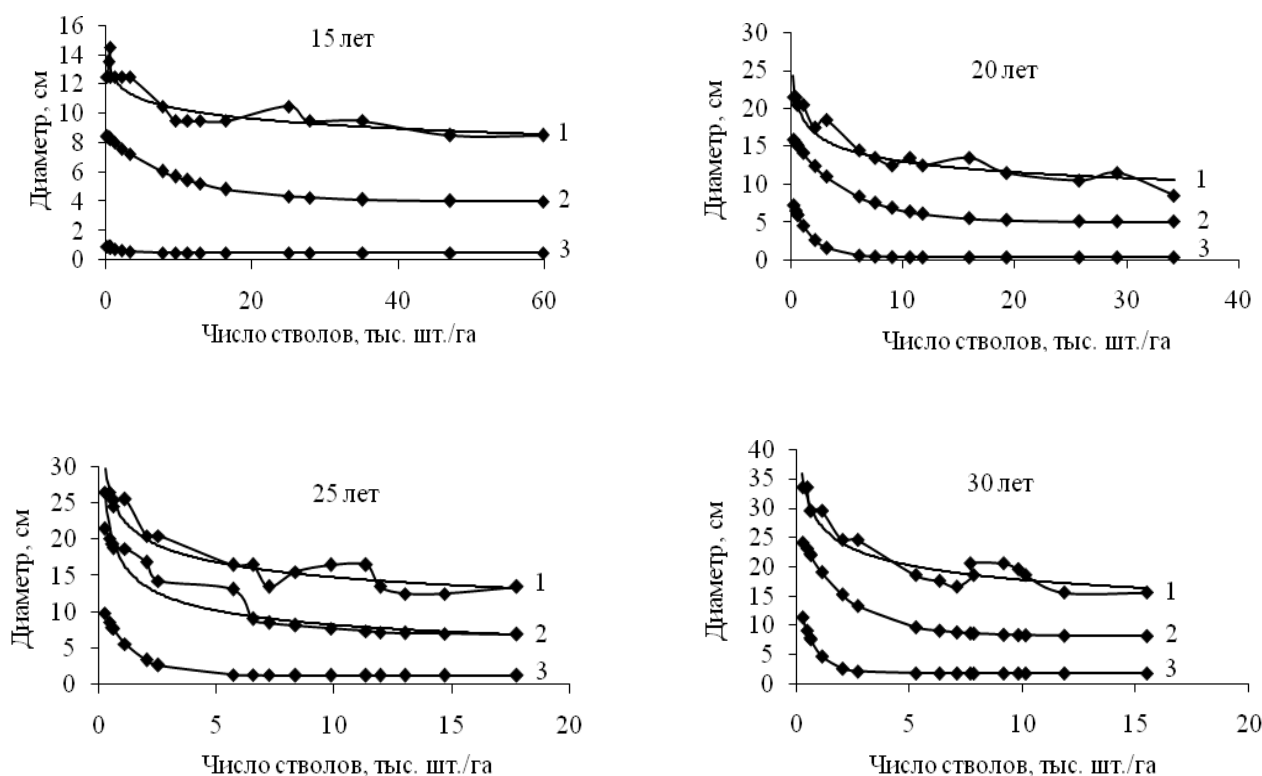 15 лет
Диаметр, см
16
14
12
10
8
6
4
2
0
1
2
3
0 20 40 60
Число стволов, тыс. шт./га
20 лет
Диаметр, см
30
25
20
15
10
5
0
1
2
3
0 10 20 30 40
Число стволов, тыс. шт./га
25 лет
Диаметр, см
30
25
20
15
10
5
0
1
2
3
0 5 10 15 20
Число стволов, тыс. шт./га
30 лет
Диаметр, см
40
35
30
25
20
15
10
5
0
1
2
3
0 5 10 15 20
Число стволов, тыс. шт./га